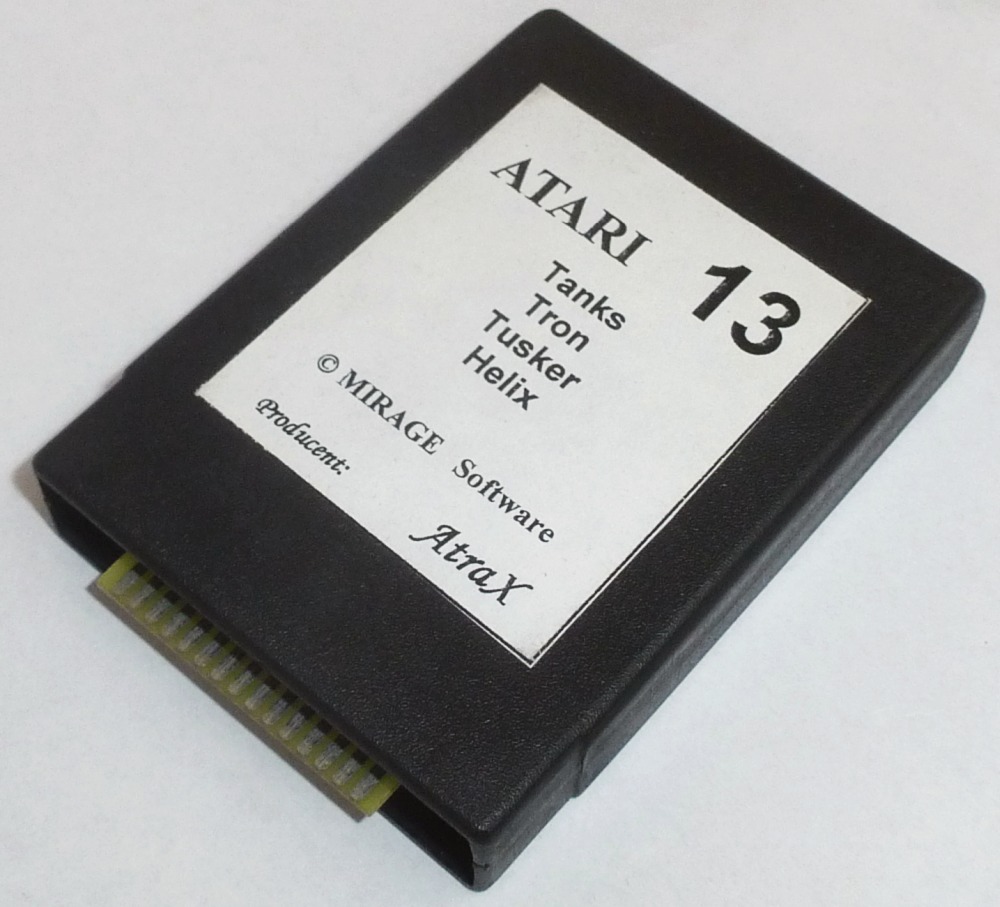 ATARI
13
Tanks
Tron
Tusker
Helix
© MIRAGE Software
Producent:
AtraX